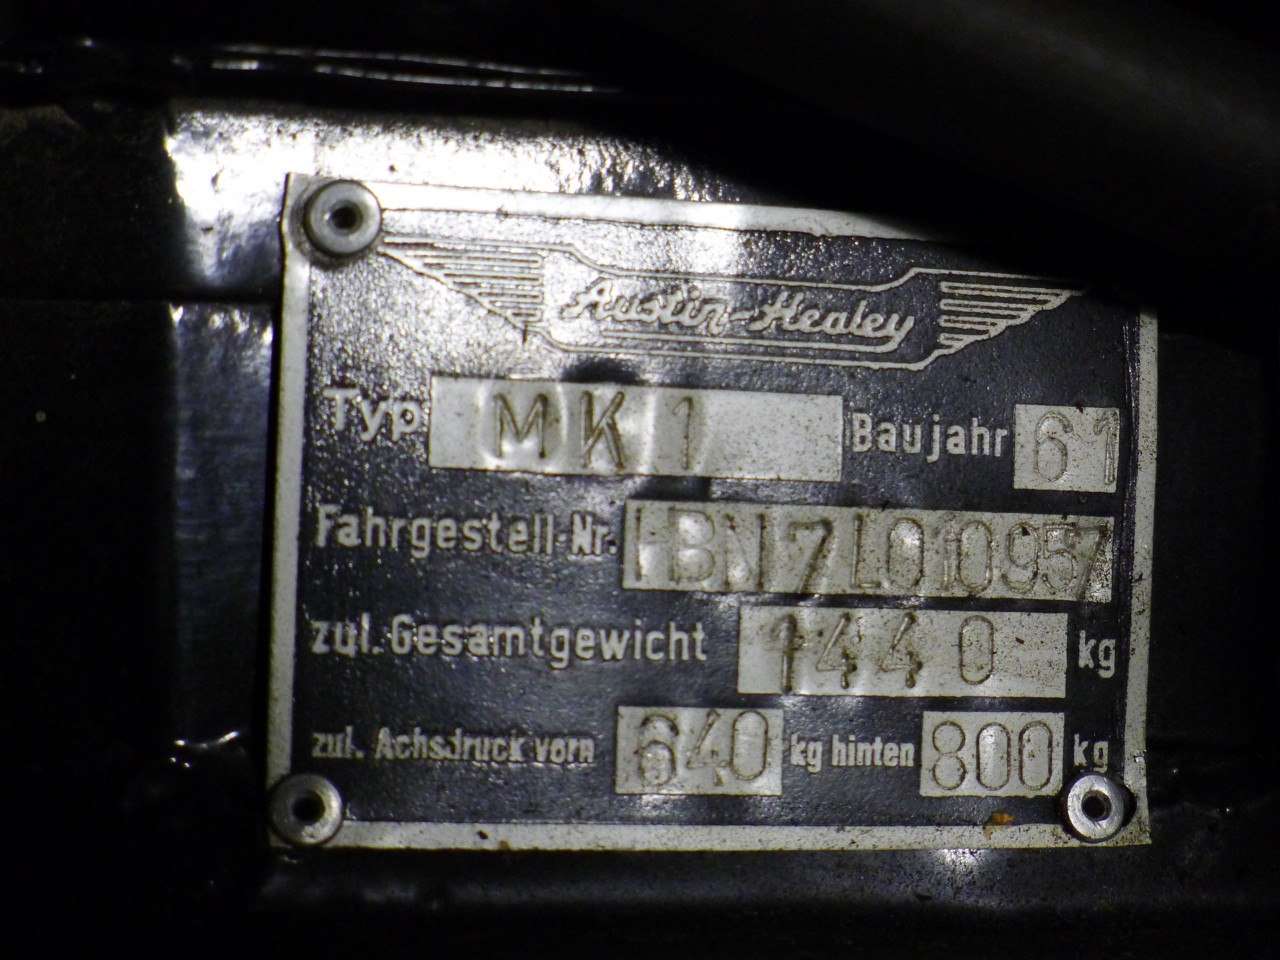 Austin-Healey
Typ MK1 Baujahr 61
Fahrgestell-Nr. HBN7L010957
zul. Gesamtgewicht 1440 kg
zul. Achsdruck vorn 640 kg hinten 800 kg